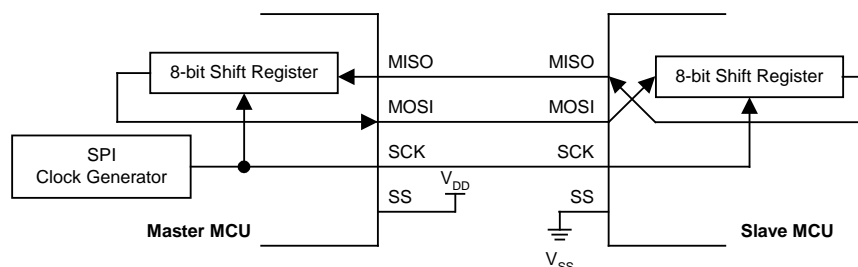 8-bit Shift Register
MISO
MISO
8-bit Shift Register
MOSI
MOSI
SPI
Clock Generator
SCK
SCK
VDD
SS
SS
Master MCU
Slave MCU
VSS